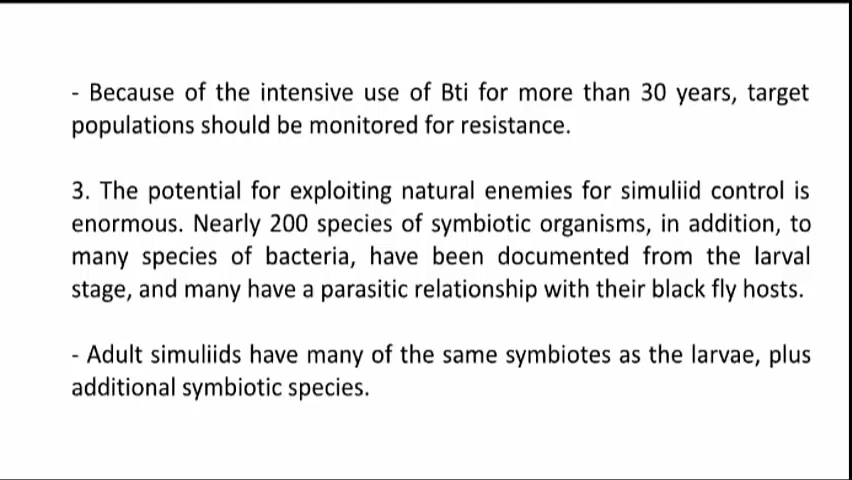 - Because of the intensive use of Bti for more than 30 years, target
populations should be monitored for resistance.
3. The potential for exploiting natural enemies for simuliid control is
enormous. Nearly 200 species of symbiotic organisms, in addition, to
many species of bacteria, have been documented from the larval
stage, and many have a parasitic relationship with their black fly hosts.
- Adult simuliids have many of the same symbiotes as the larvae, plus
additional symbiotic species.